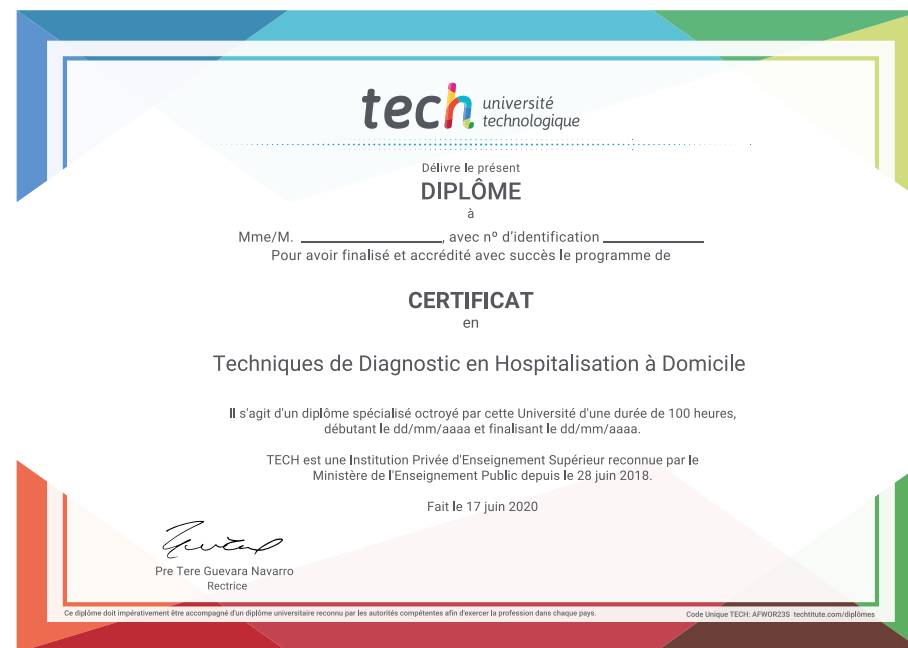 tech université
technologique
Délivre le présent
DIPLÔME
à
Mme/M. ____________________, avec nº d'identification ______________
Pour avoir finalisé et accrédité avec succès le programme de
CERTIFICAT
en
Techniques de Diagnostic en Hospitalisation à Domicile
Il s'agit d'un diplôme spécialisé octroyé par cette Université d'une durée de 100 heures,
débutant le dd/mm/aaaa et finalisant le dd/mm/aaaa.
TECH est une Institution Privée d'Enseignement Supérieur reconnue par le
Ministère de l'Enseignement Public depuis le 28 juin 2018.
Fait le 17 juin 2020
Pre Tere Guevara Navarro
Rectrice
Ce diplôme doit impérativement être accompagné d'un diplôme universitaire reconnu par les autorités compétentes afin d'exercer la profession dans chaque pays.
Code Unique TECH: AFWOR23S techtitute.com/diplômes